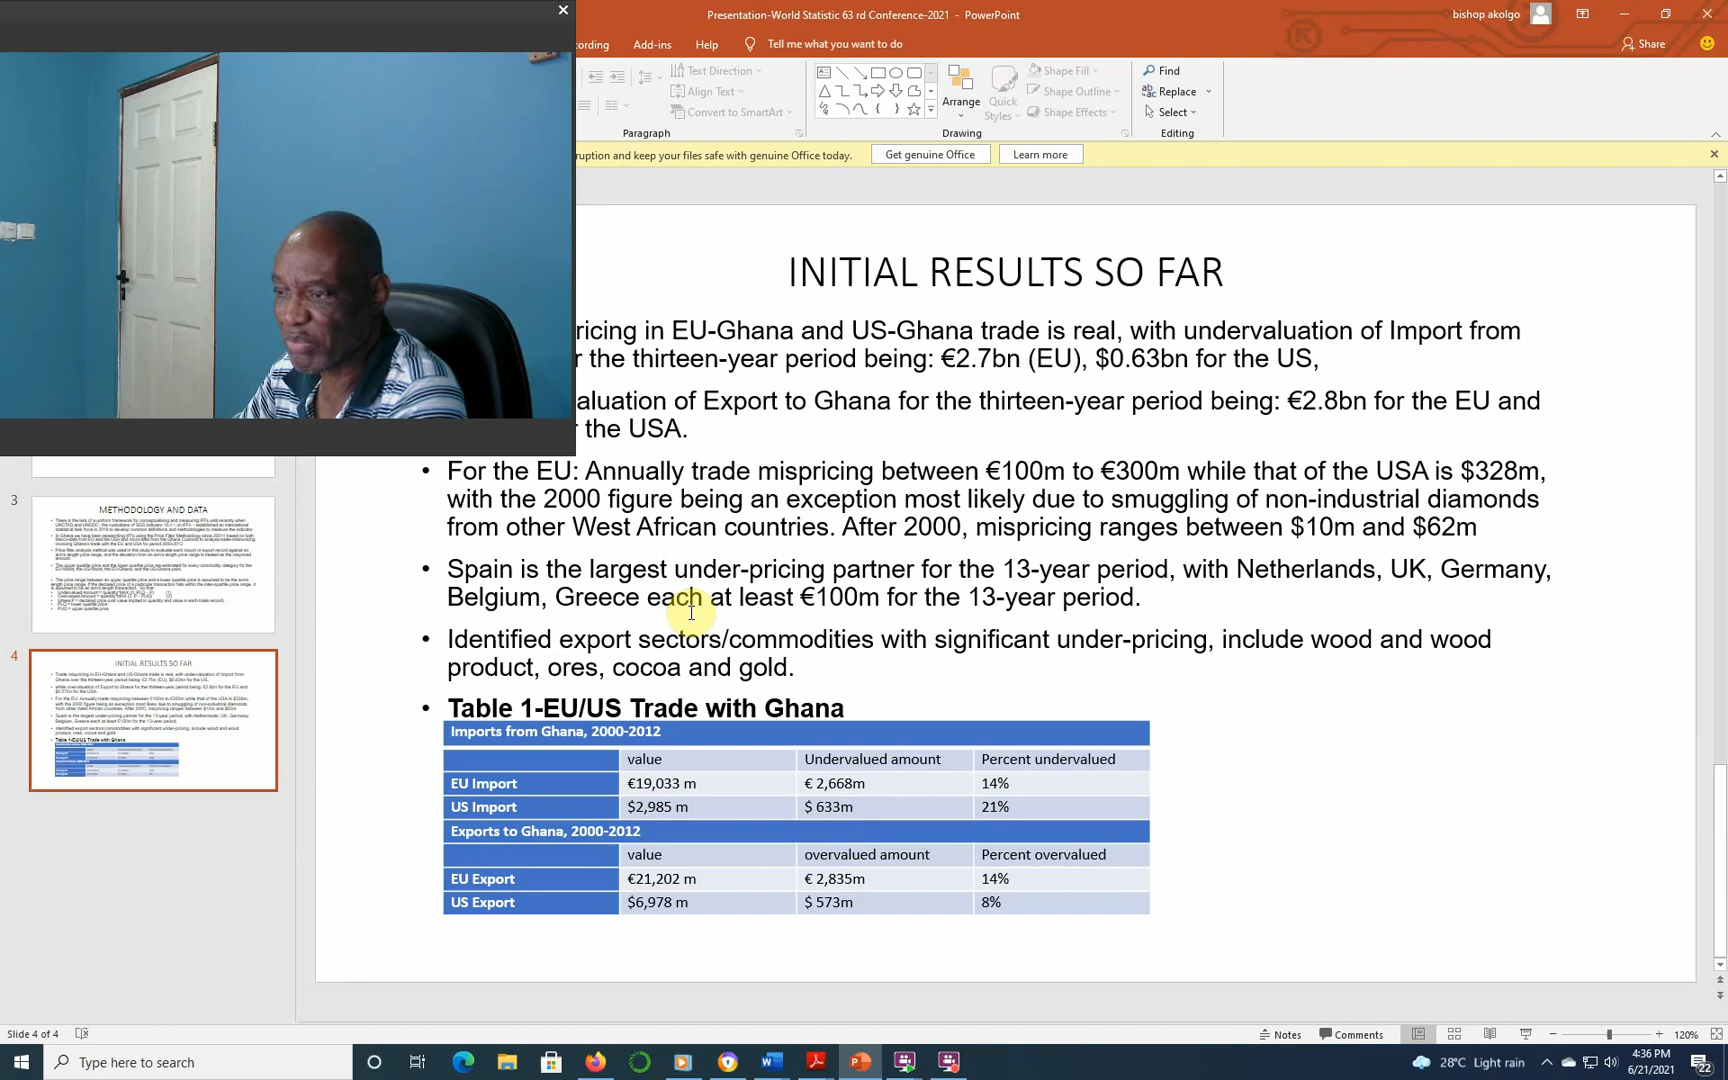 Presentation-World Statistic 63 rd Conference-2021 - PowerPoint
bishop akolgo
Add-ins
Help
Tell me what you want to do
Share
Text Direction
Align Text
Convert to SmartArt
Arrange
Quick
Styles
Shape Fill
Shape Outline
Shape Effects
Find
Replace
Select
Paragraph
Drawing
Editing
and keep your files safe with genuine Office today.
Get genuine Office
Learn more
INITIAL RESULTS SO FAR
ricing in EU-Ghana and US-Ghana trade is real, with undervaluation of Import from
r the thirteen-year period being: €2.7bn (EU), $0.63bn for the US,
aluation of Export to Ghana for the thirteen-year period being: €2.8bn for the EU and
r the USA.
• For the EU: Annually trade mispricing between €100m to €300m while that of the USA is $328m,
with the 2000 figure being an exception most likely due to smuggling of non-industrial diamonds
from other West African countries. After 2000, mispricing ranges between $10m and $62m
• Spain is the largest under-pricing partner for the 13-year period, with Netherlands, UK, Germany,
Belgium, Greece each at least €100m for the 13-year period.
• Identified export sectors/commodities with significant under-pricing, include wood and wood
product, ores, cocoa and gold.
• Table 1-EU/US Trade with Ghana
Imports from Ghana, 2000-2012
value Undervalued amount Percent undervalued
EU Import €19,033 m € 2,668m 14%
US Import $2,985 m $ 633m 21%
Exports to Ghana, 2000-2012
value overvalued amount Percent overvalued
EU Export €21,202 m € 2,835m 14%
US Export $6,978 m $ 573m 8%
3
METHODOLOGY AND DATA
4
INITIAL RESULTS SO FAR
Table 1-EU/US Trade with Ghana
Slide 4 of 4
Notes
Comments
120%
Type here to search
28°C Light rain
4:36 PM
6/21/2021
22